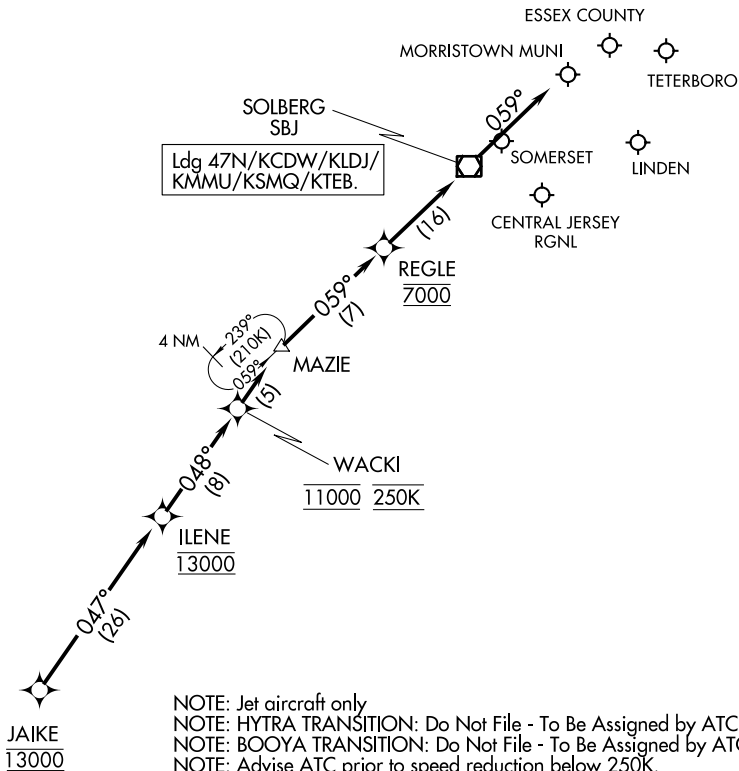 ESSEX COUNTY
MORRISTOWN MUNI
TETERBORO
SOLBERG
SBJ
059°
Ldg 47N/KCDW/KLDJ/
KMMU/KSMQ/KTEB.
SOMERSET
LINDEN
CENTRAL JERSEY
RGNL
(16)
REGLE
7000
059°
(7)
4 NM
239°
(210K)
059°
MAZIE
(5)
WACKI
11000 250K
048°
(8)
ILENE
13000
047°
(26)
JAIKE
13000
NOTE: Jet aircraft only
NOTE: HYTRA TRANSITION: Do Not File - To Be Assigned by ATC
NOTE: BOOYA TRANSITION: Do Not File - To Be Assigned by ATC
NOTE: Advise ATC prior to speed reduction below 250K.